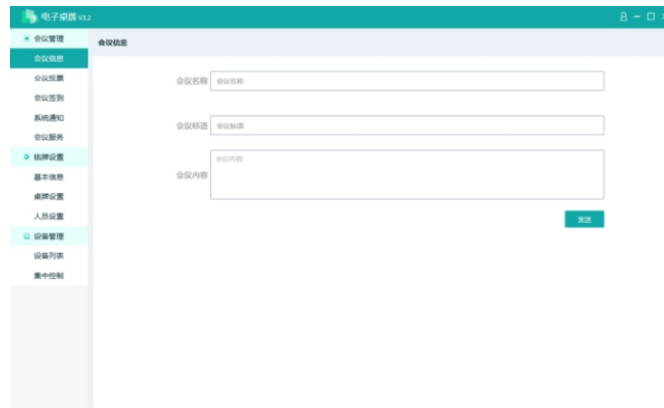 电子桌牌 V3.2
会议管理
会议信息
会议投票
会议签到
系统通知
会议服务
铭牌设置
基本信息
桌牌设置
人员设置
设备管理
设备列表
集中控制
会议信息
会议名称 会议名称
会议标语 会议标语
会议内容 会议内容
发送